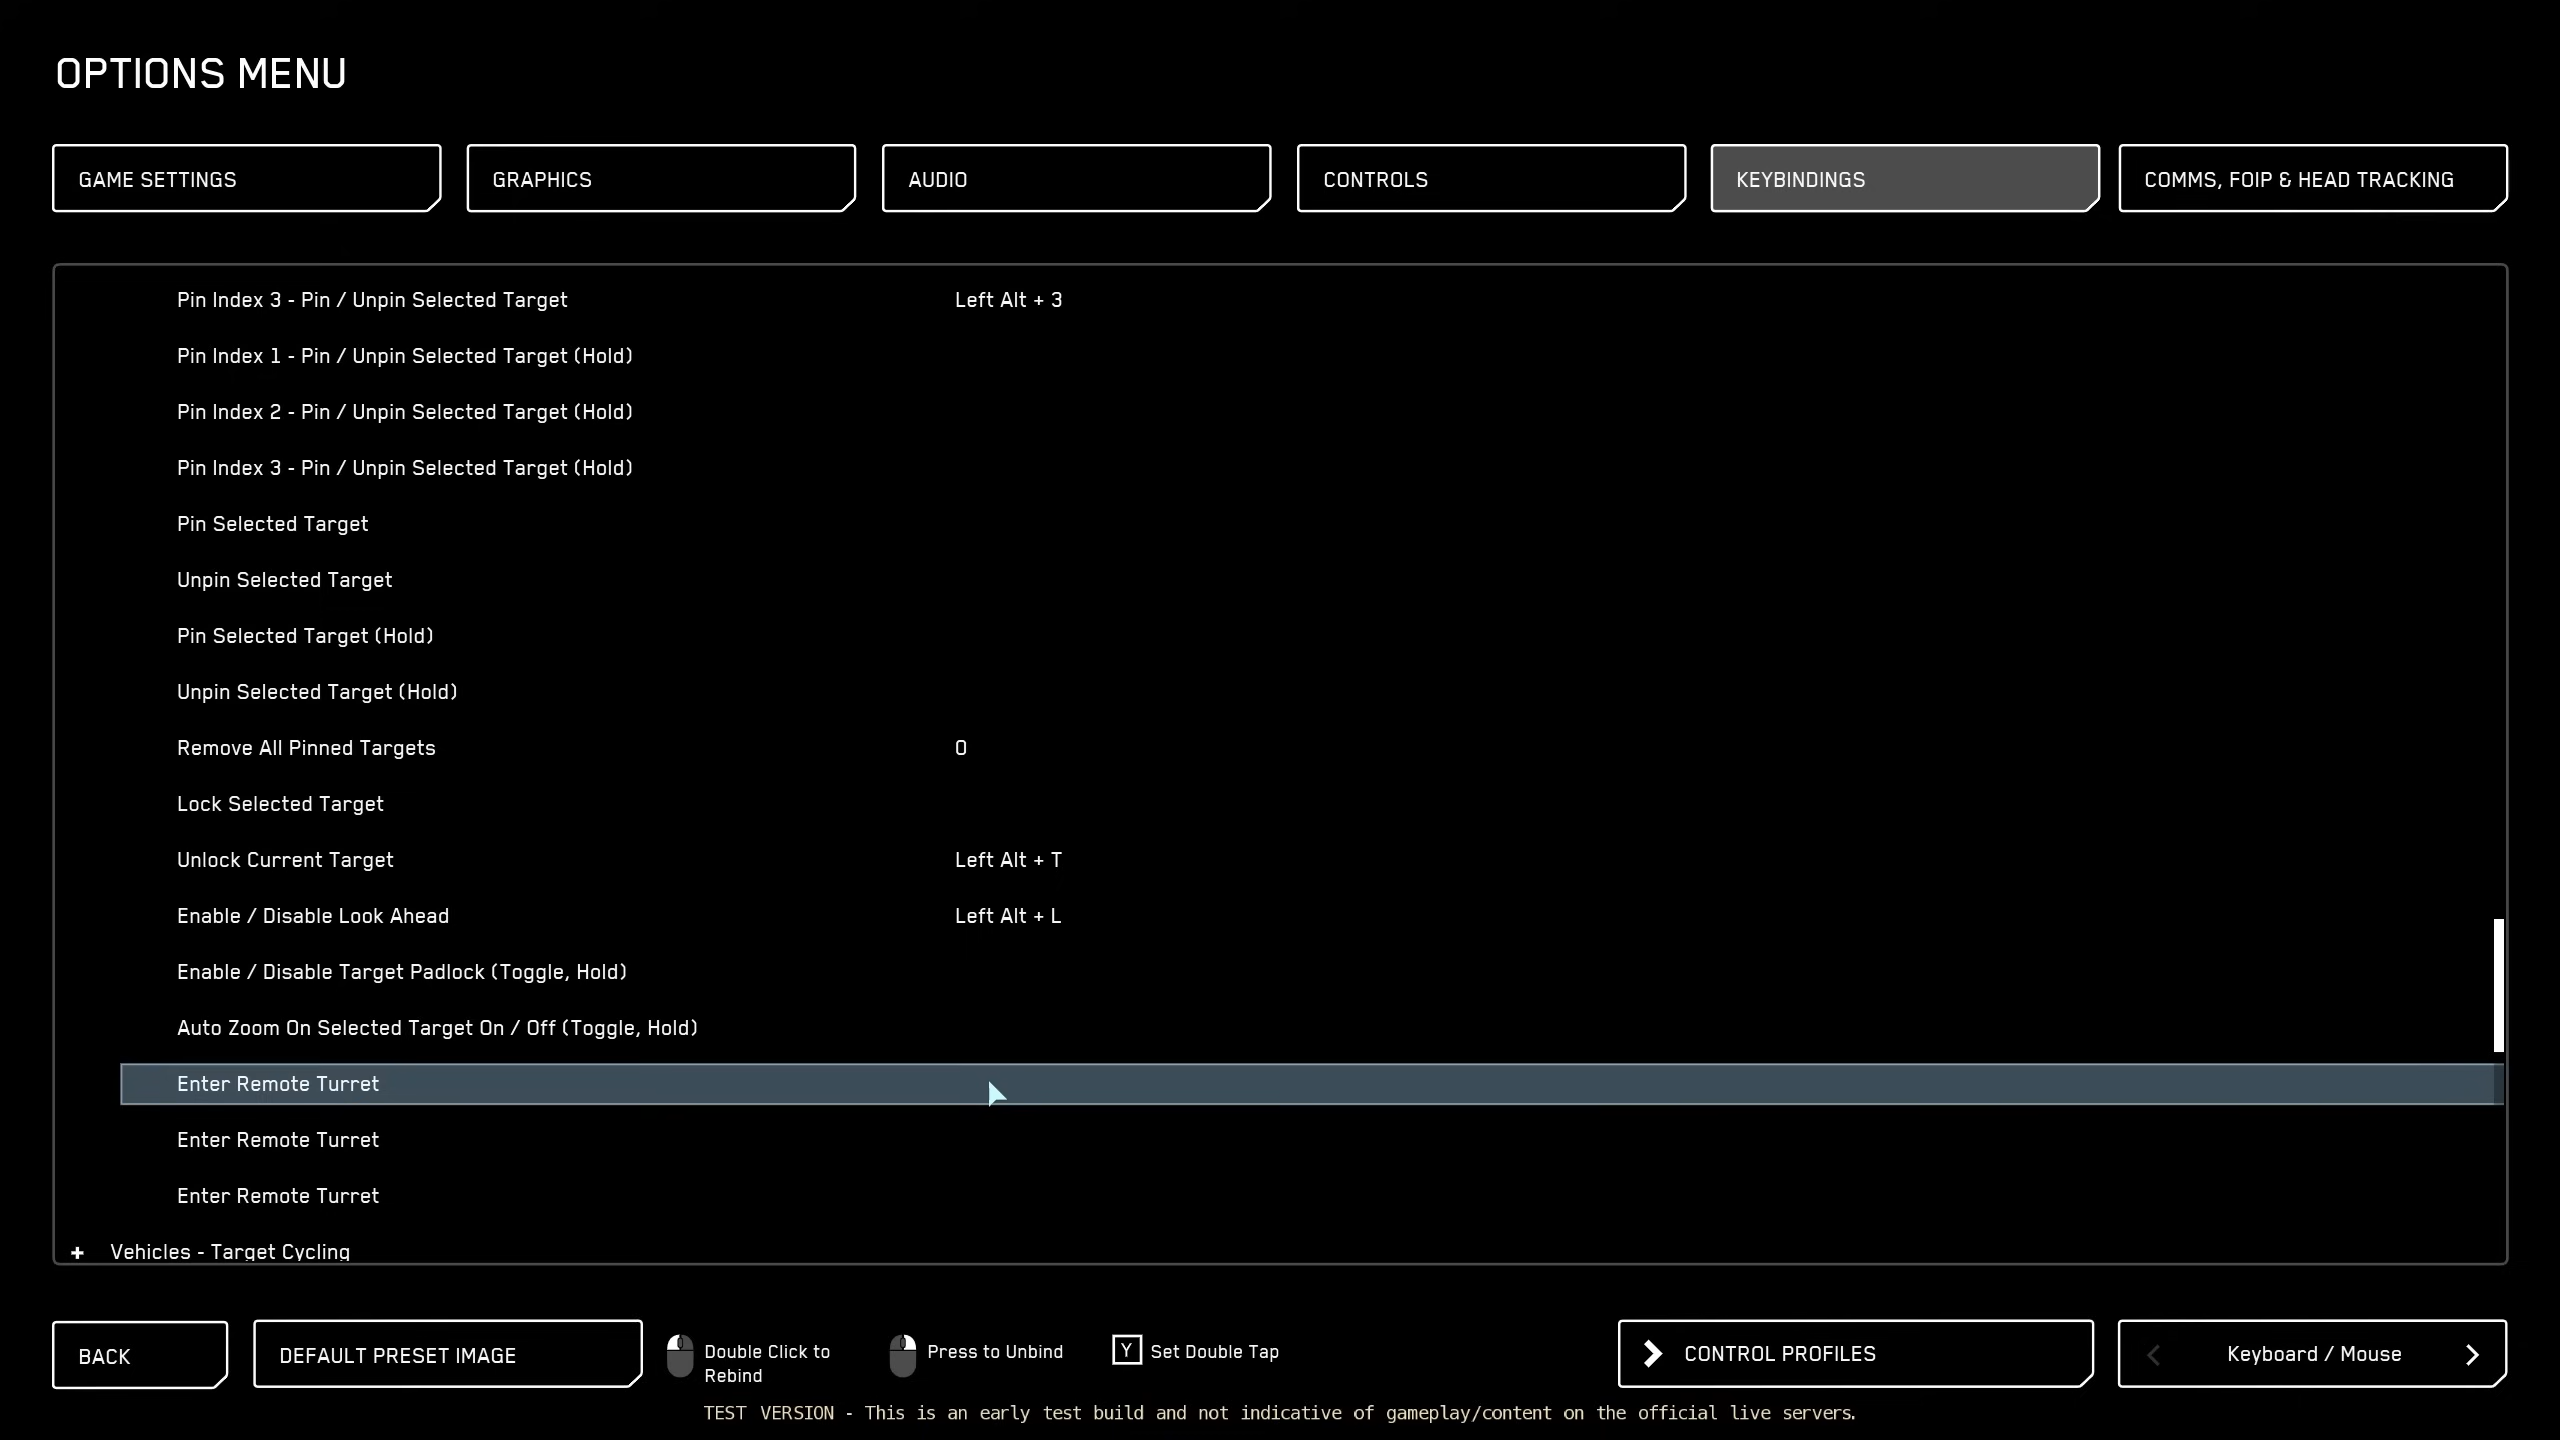 OPTIONS MENU
GAME SETTINGS
GRAPHICS
AUDIO
CONTROLS
KEYBINDINGS
COMMS, FOIP & HEAD TRACKING
Pin Index 3 - Pin / Unpin Selected Target Left Alt + 3
Pin Index 1 - Pin / Unpin Selected Target (Hold)
Pin Index 2 - Pin / Unpin Selected Target (Hold)
Pin Index 3 - Pin / Unpin Selected Target (Hold)
Pin Selected Target
Unpin Selected Target
Pin Selected Target (Hold)
Unpin Selected Target (Hold)
Remove All Pinned Targets 0
Lock Selected Target
Unlock Current Target Left Alt + T
Enable / Disable Look Ahead Left Alt + L
Enable / Disable Target Padlock (Toggle, Hold)
Auto Zoom On Selected Target On / Off (Toggle, Hold)
Enter Remote Turret
Enter Remote Turret
Enter Remote Turret
+ Vehicles - Target Cycling
BACK
DEFAULT PRESET IMAGE
Double Click to
Rebind
Press to Unbind
Y Set Double Tap
CONTROL PROFILES
Keyboard / Mouse
TEST VERSION - This is an early test build and not indicative of gameplay/content on the official live servers.